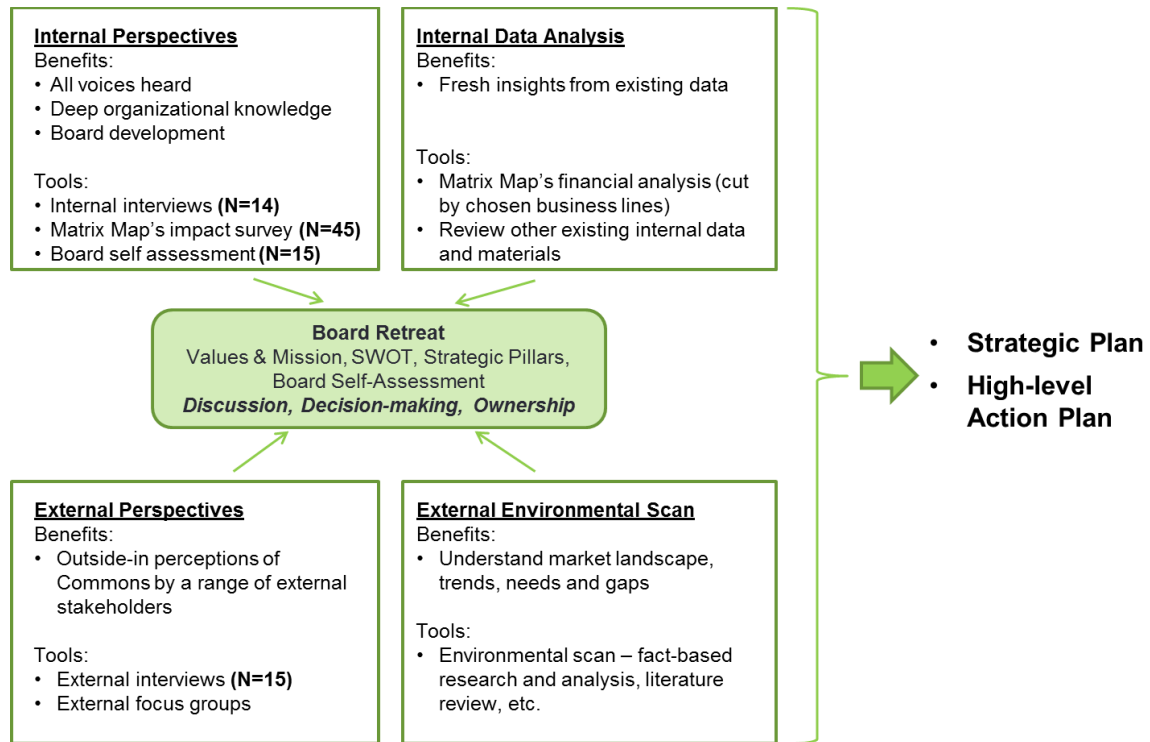 Internal Perspectives
Benefits:
• All voices heard
• Deep organizational knowledge
• Board development
Tools:
• Internal interviews (N=14)
• Matrix Map's impact survey (N=45)
• Board self assessment (N=15)
Internal Data Analysis
Benefits:
• Fresh insights from existing data
Tools:
• Matrix Map's financial analysis (cut
by chosen business lines)
• Review other existing internal data
and materials
Board Retreat
Values & Mission, SWOT, Strategic Pillars,
Board Self-Assessment
Discussion, Decision-making, Ownership
External Perspectives
Benefits:
• Outside-in perceptions of
Commons by a range of external
stakeholders
Tools:
• External interviews (N=15)
• External focus groups
External Environmental Scan
Benefits:
• Understand market landscape,
trends, needs and gaps
Tools:
• Environmental scan – fact-based
research and analysis, literature
review, etc.
• Strategic Plan
• High-level
Action Plan